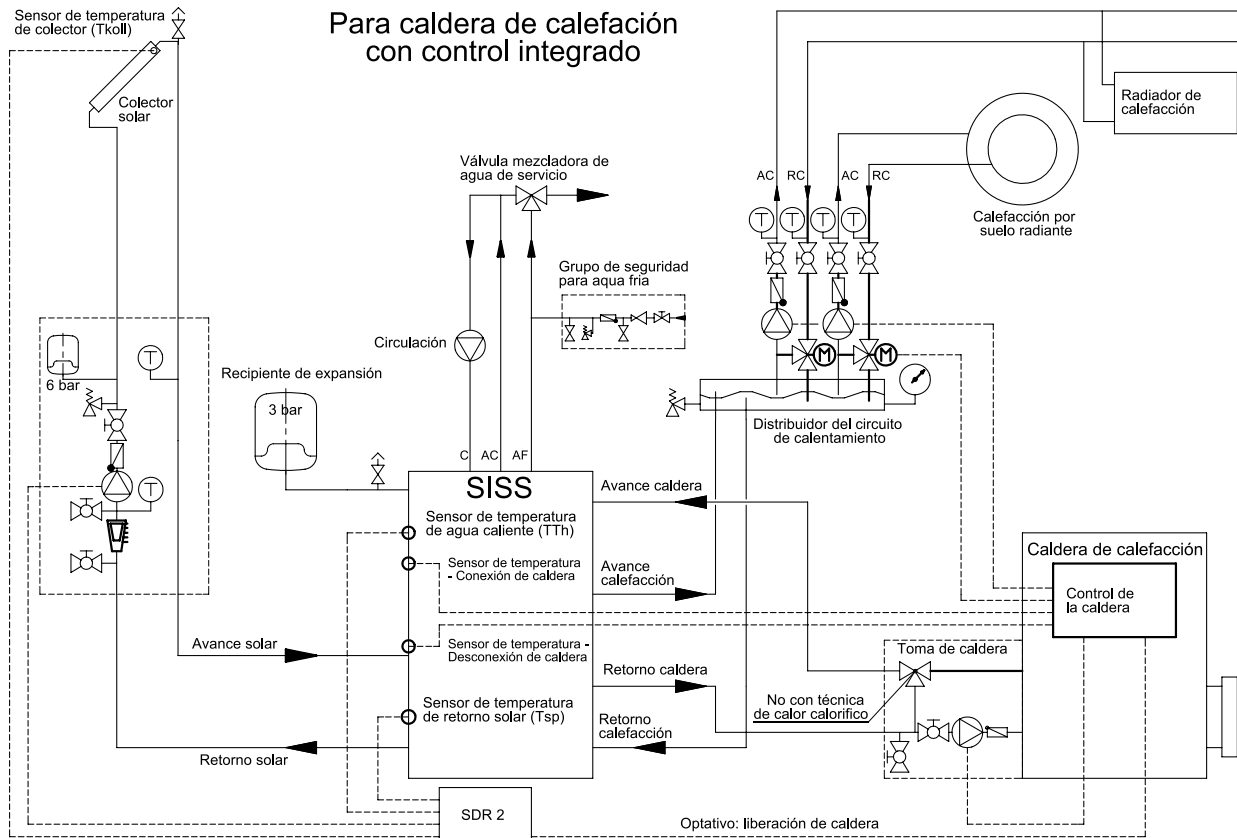 Sensor de temperatura
de colector (Tkoll)
Para caldera de calefación
con control integrado
Colector
solar
Radiador de
calefacción
Válvula mezcladora de
agua de servicio
AC
RC
AC
RC
T
T
T
T
Calefacción por
suelo radiante
Grupo de seguridad
para aqua fria
Circulación
6 bar
T
Recipiente de expansión
3 bar
M
M
Distribuidor del circuito
de calentamiento
C
AC
AF
SISS
T
Avance caldera
Sensor de temperatura
de agua caliente (TTh)
Sensor de temperatura
- Conexión de caldera
Avance
calefacción
Caldera de calefacción
Control de
la caldera
Avance solar
Sensor de temperatura -
Desconexión de caldera
Toma de caldera
Retorno caldera
No con técnica
de calor calorifico
Sensor de temperatura
de retorno solar (Tsp)
Retorno
calefacción
Retorno solar
SDR 2
Optativo: liberación de caldera